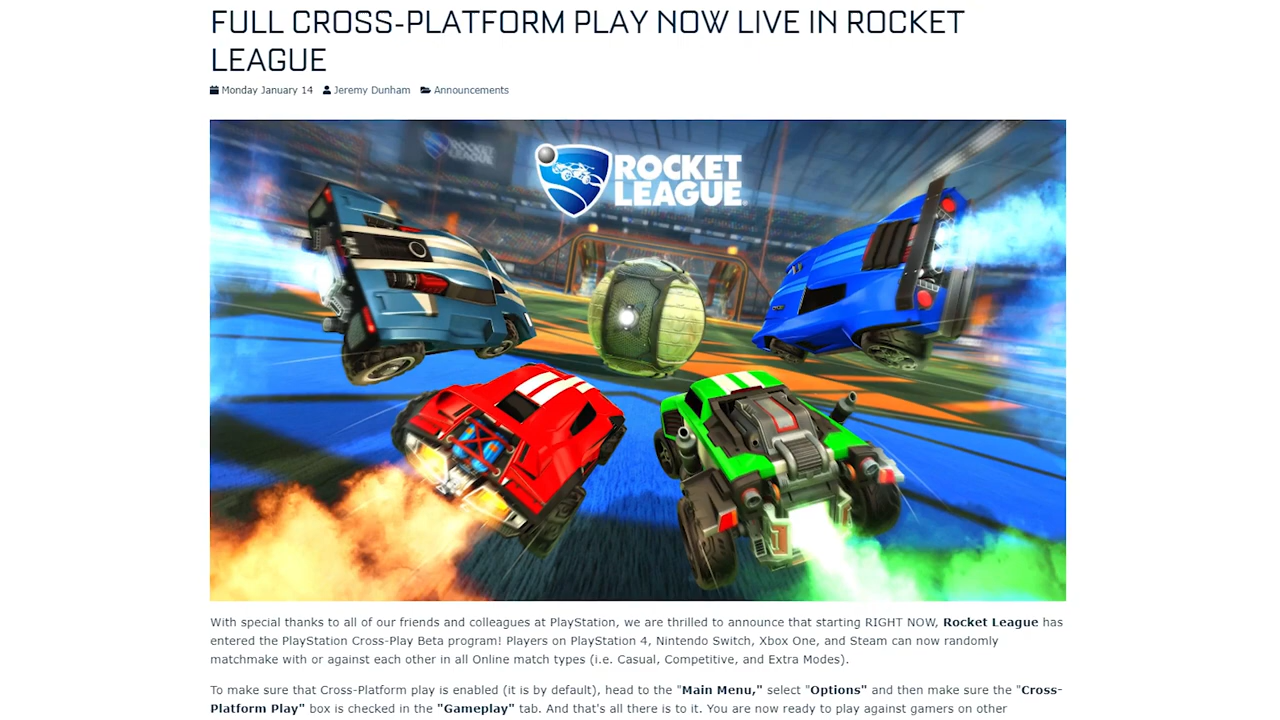 FULL CROSS-PLATFORM PLAY NOW LIVE IN ROCKET
LEAGUE
Monday January 14 Jeremy Dunham Announcements
ROCKET
LEAGUE
ROCKET
LEAGUE
With special thanks to all of our friends and colleagues at PlayStation, we are thrilled to announce that starting RIGHT NOW, Rocket League has
entered the PlayStation Cross-Play Beta program! Players on PlayStation 4, Nintendo Switch, Xbox One, and Steam can now randomly
matchmake with or against each other in all Online match types (i.e. Casual, Competitive, and Extra Modes).
To make sure that Cross-Platform play is enabled (it is by default), head to the "Main Menu," select "Options" and then make sure the "Cross-
Platform Play" box is checked in the "Gameplay" tab. And that's all there is to it. You are now ready to play against gamers on other